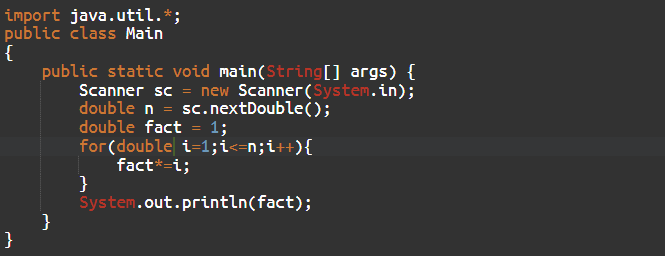 import java.util.*;
public class Main
{
    public static void main(String[] args) {
        Scanner sc = new Scanner(System.in);
        double n = sc.nextDouble();
        double fact = 1;
        for(double i=1;i<=n;i++){
            fact*=i;
        }
        System.out.println(fact);
    }
}